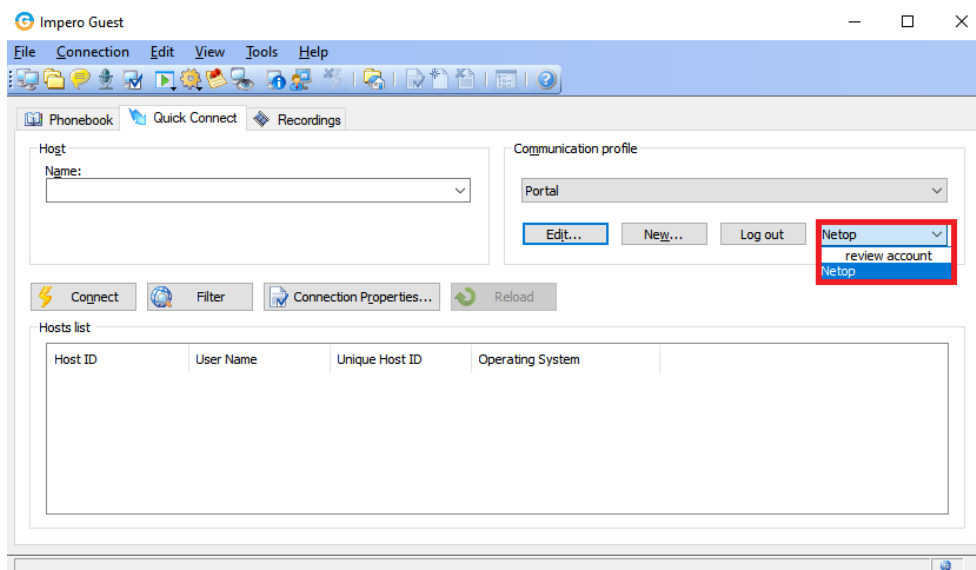 Impero Guest
File Connection Edit View Tools Help
Phonebook Quick Connect Recordings
Host
Name:
Communication profile
Portal
Edit... New... Log out Netop
review account
Netop
Connect Filter Connection Properties... Reload
Hosts list
Host ID User Name Unique Host ID Operating System